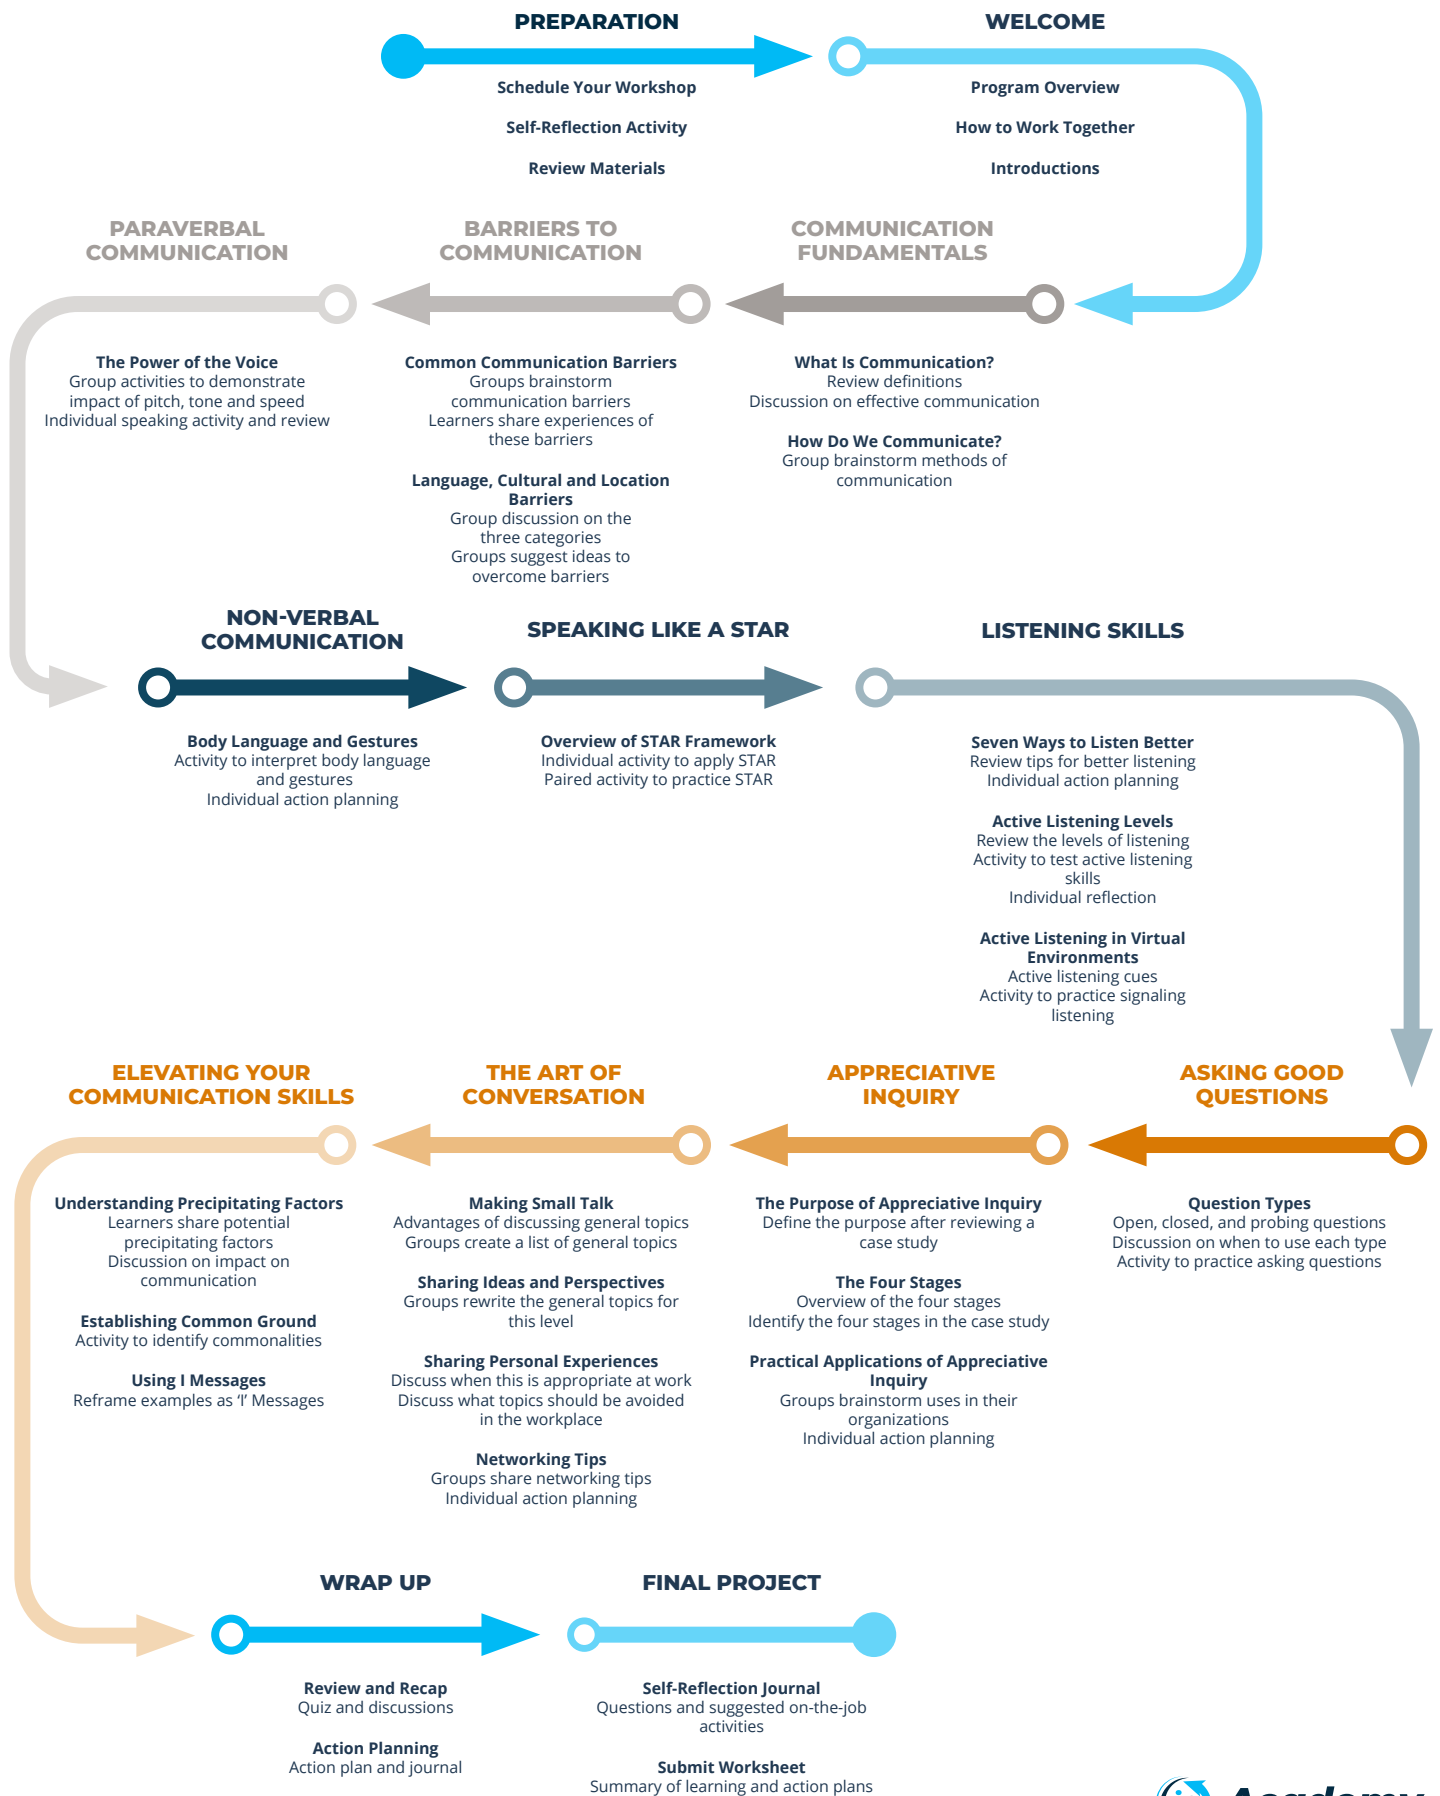 PREPARATION
Schedule Your Workshop
Self-Reflection Activity
Review Materials
WELCOME
Program Overview
How to Work Together
Introductions
COMMUNICATION
FUNDAMENTALS
What Is Communication?
Review definitions
Discussion on effective communication
How Do We Communicate?
Group brainstorm methods of
communication
BARRIERS TO
COMMUNICATION
Common Communication Barriers
Groups brainstorm
communication barriers
Learners share experiences of
these barriers
Language, Cultural and Location
Barriers
Group discussion on the
three categories
Groups suggest ideas to
overcome barriers
PARAVERBAL
COMMUNICATION
The Power of the Voice
Group activities to demonstrate
impact of pitch, tone and speed
Individual speaking activity and review
NON-VERBAL
COMMUNICATION
Body Language and Gestures
Activity to interpret body language
and gestures
Individual action planning
SPEAKING LIKE A STAR
Overview of STAR Framework
Individual activity to apply STAR
Paired activity to practice STAR
LISTENING SKILLS
Seven Ways to Listen Better
Review tips for better listening
Individual action planning
Active Listening Levels
Review the levels of listening
Activity to test active listening
skills
Individual reflection
Active Listening in Virtual
Environments
Active listening cues
Activity to practice signaling
listening
ASKING GOOD
QUESTIONS
Question Types
Open, closed, and probing questions
Discussion on when to use each type
Activity to practice asking questions
APPRECIATIVE
INQUIRY
The Purpose of Appreciative Inquiry
Define the purpose after reviewing a
case study
The Four Stages
Overview of the four stages
Identify the four stages in the case study
Practical Applications of Appreciative
Inquiry
Groups brainstorm uses in their
organizations
Individual action planning
THE ART OF
CONVERSATION
Making Small Talk
Advantages of discussing general topics
Groups create a list of general topics
Sharing Ideas and Perspectives
Groups rewrite the general topics for
this level
Sharing Personal Experiences
Discuss when this is appropriate at work
Discuss what topics should be avoided
in the workplace
Networking Tips
Groups share networking tips
Individual action planning
ELEVATING YOUR
COMMUNICATION SKILLS
Understanding Precipitating Factors
Learners share potential
precipitating factors
Discussion on impact on
communication
Establishing Common Ground
Activity to identify commonalities
Using I Messages
Reframe examples as ‘I’ Messages
WRAP UP
Review and Recap
Quiz and discussions
Action Planning
Action plan and journal
FINAL PROJECT
Self-Reflection Journal
Questions and suggested on-the-job
activities
Submit Worksheet
Summary of learning and action plans
Academy